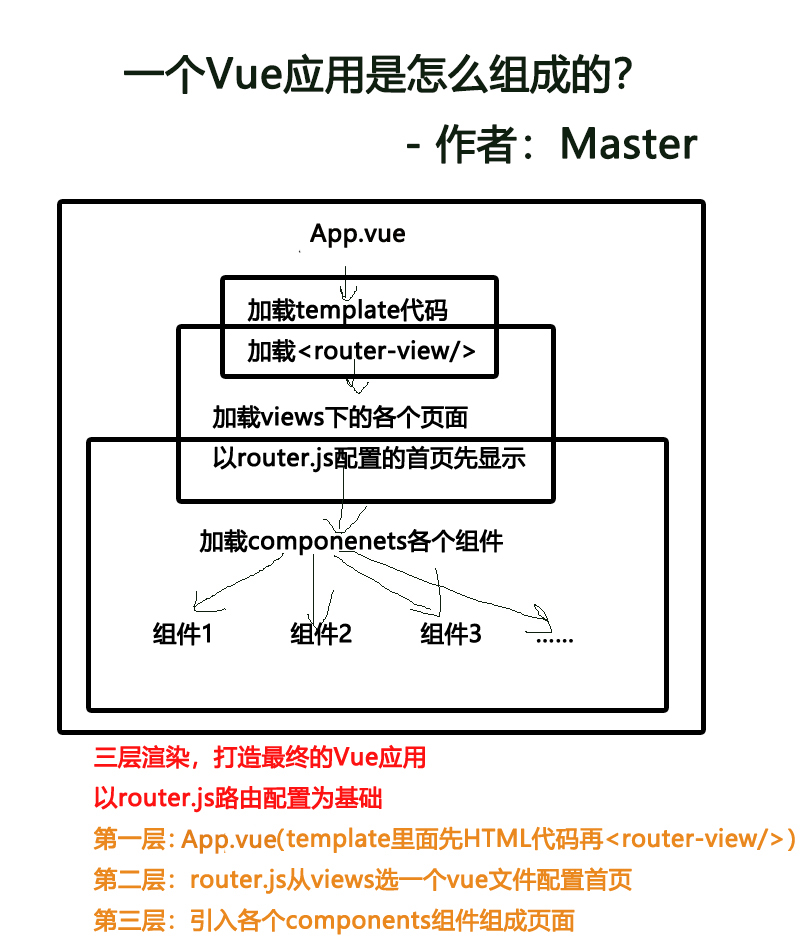 一个Vue应用是怎么组成的？
- 作者：Master
App.vue
加载template代码
加载<router-view/>
加载views下的各个页面
以router.js配置的首页先显示
加载componenets各个组件
组件1 组件2 组件3 ……
三层渲染，打造最终的Vue应用
以router.js路由配置为基础
第一层：App.vue(template里面先HTML代码再<router-view/>)
第二层：router.js从views选一个vue文件配置首页
第三层：引入各个components组件组成页面